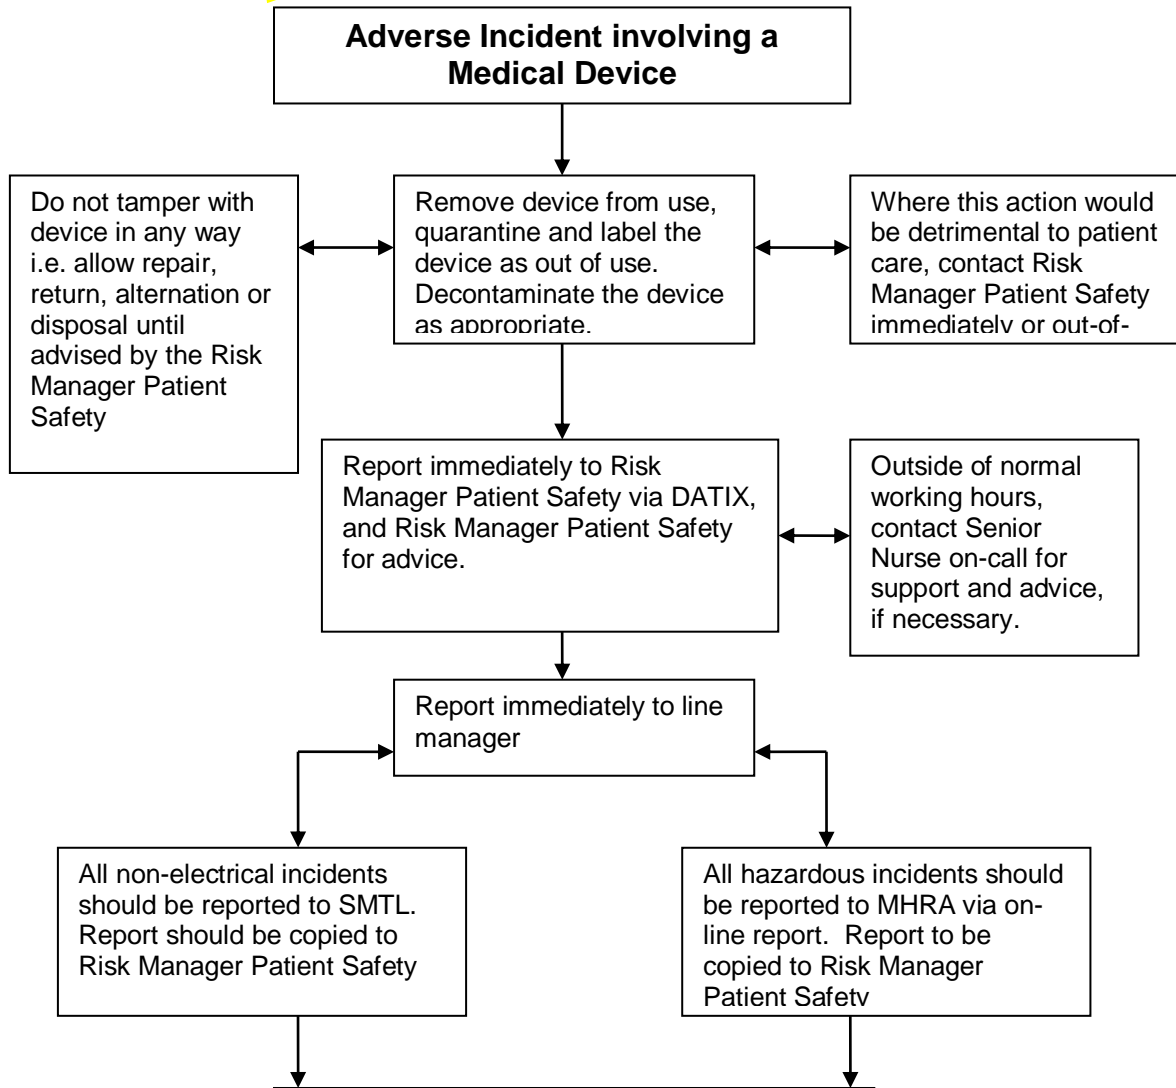 Adverse Incident involving a
Medical Device
Do not tamper with
device in any way
i.e. allow repair,
return, alternation or
disposal until
advised by the Risk
Manager Patient
Safety
Remove device from use,
quarantine and label the
device as out of use.
Decontaminate the device
as appropriate.
Where this action would
be detrimental to patient
care, contact Risk
Manager Patient Safety
immediately or out-of-
Report immediately to Risk
Manager Patient Safety via DATIX,
and Risk Manager Patient Safety
for advice.
Outside of normal
working hours,
contact Senior
Nurse on-call for
support and advice,
if necessary.
Report immediately to line
manager
All non-electrical incidents
should be reported to SMTL.
Report should be copied to
Risk Manager Patient Safety
All hazardous incidents should
be reported to MHRA via on-
line report.  Report to be
copied to Risk Manager
Patient Safety